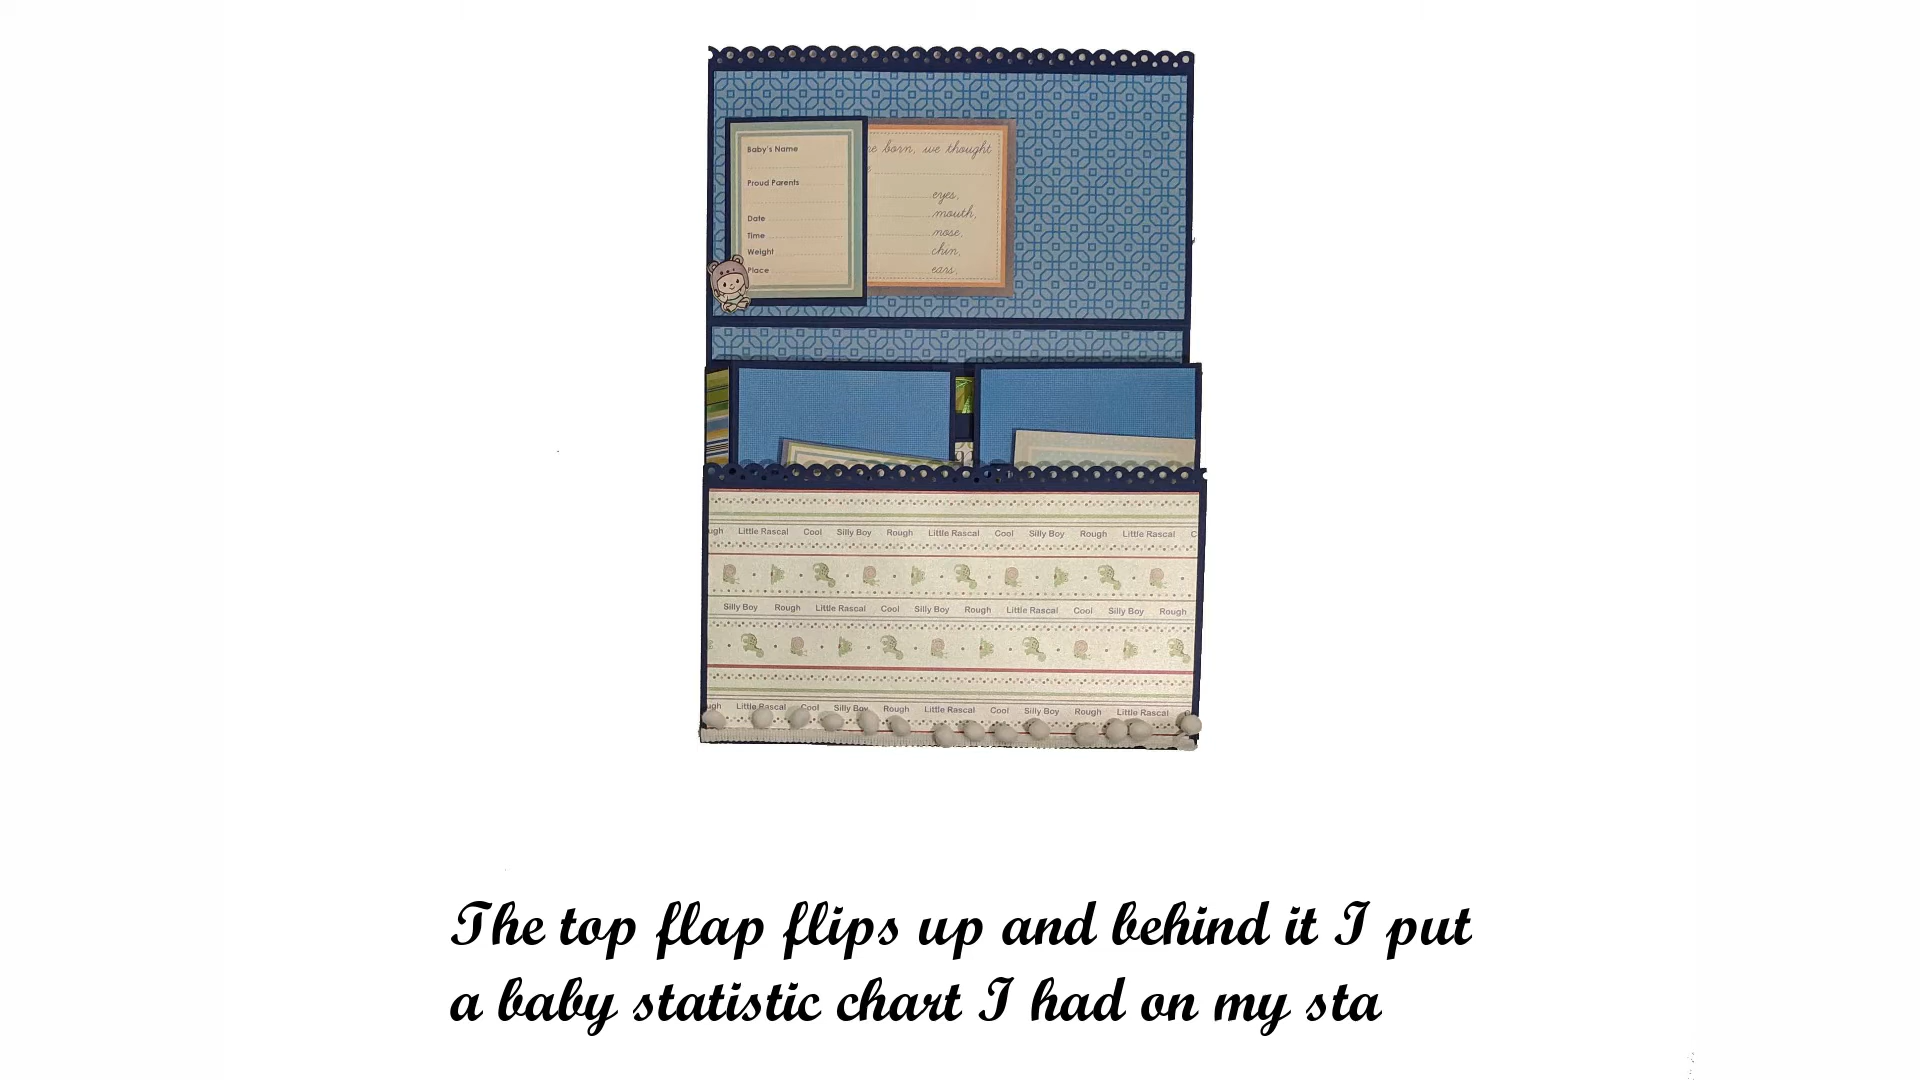 Baby's Name
Proud Parents
Date
Time
Weight
Place
born, we thought
eyes,
mouth,
nose,
chin,
ears,
Little Rascal Cool Silly Boy Rough Little Rascal Cool Silly Boy Rough Little Rascal
Silly Boy Rough Little Rascal Cool Silly Boy Rough Little Rascal Cool Silly Boy Rough
Little Rascal Cool Silly Boy Rough Little Rascal Cool Silly Boy Rough Little Rascal
The top flap flips up and behind it I put
a baby statistic chart I had on my sta